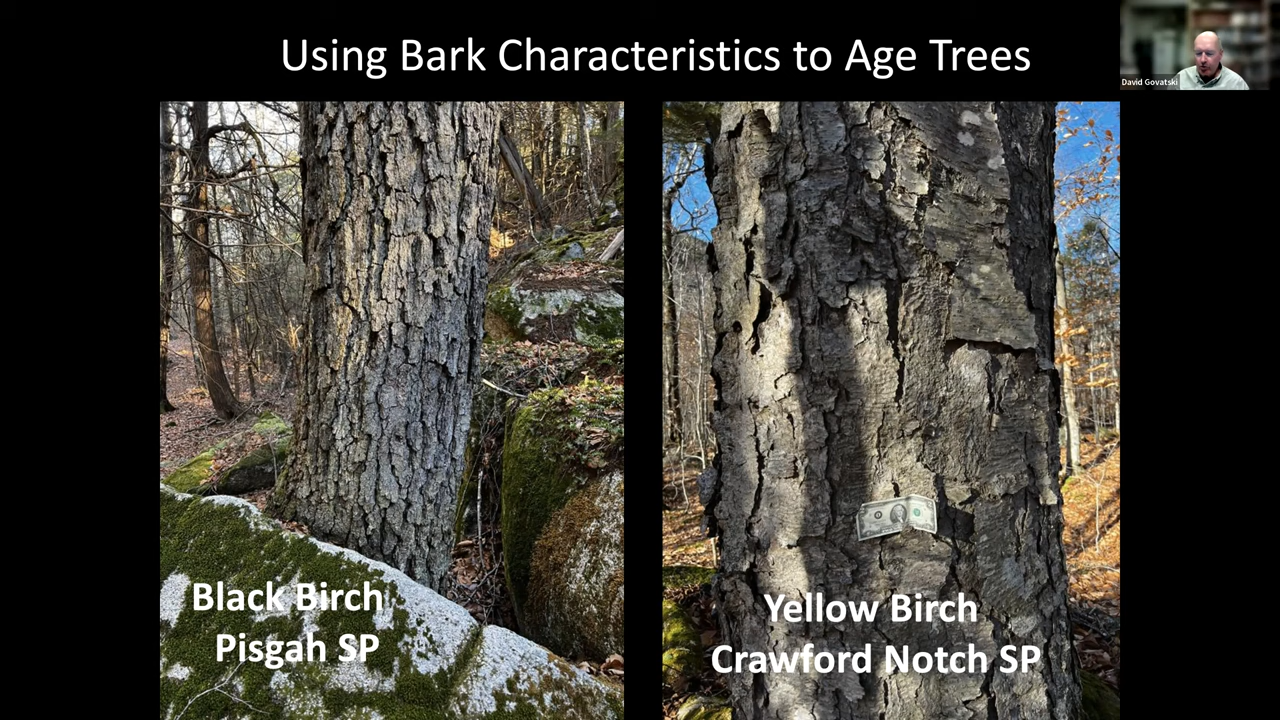 Using Bark Characteristics to Age Trees
David Govatski
Black Birch
Pisgah SP
Yellow Birch
Crawford Notch SP